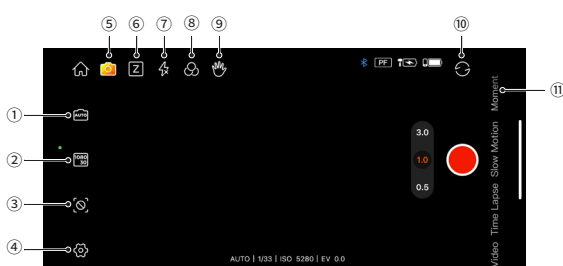 ⑤ ⑥ ⑦ ⑧ ⑨ ⑩
Z PF
① AUTO
② 1080 30
③
④
3.0
1.0
0.5
⑪
Moment
Slow Motion
Time Lapse
Video
AUTO | 1/33 | ISO 5280 | EV 0.0